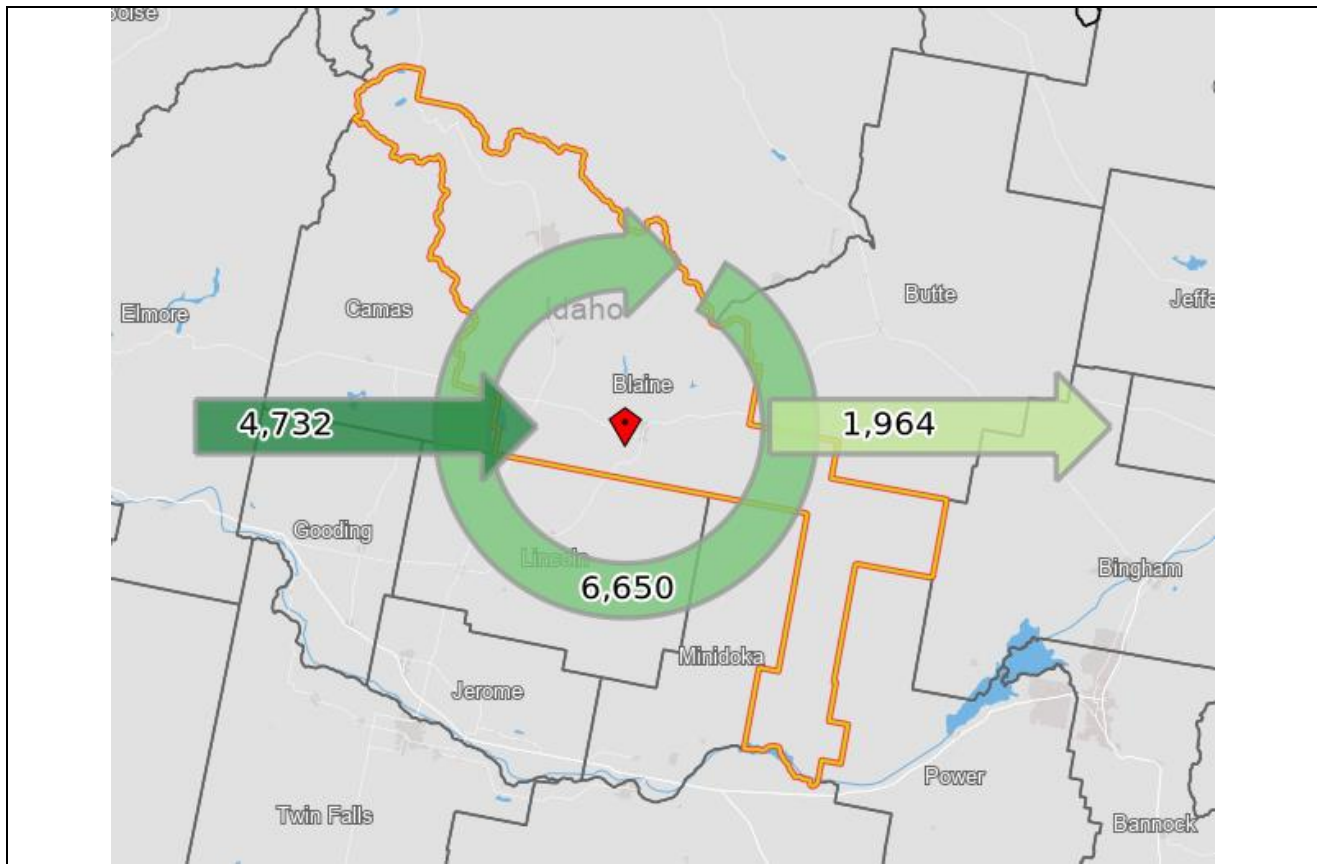 Boise
Elmore
Camas
Idaho
Butte
Jeffe
Blaine
4,732
1,964
Gooding
Lincoln
6,650
Bingham
Minidoka
Jerome
Power
Twin Falls
Bannock